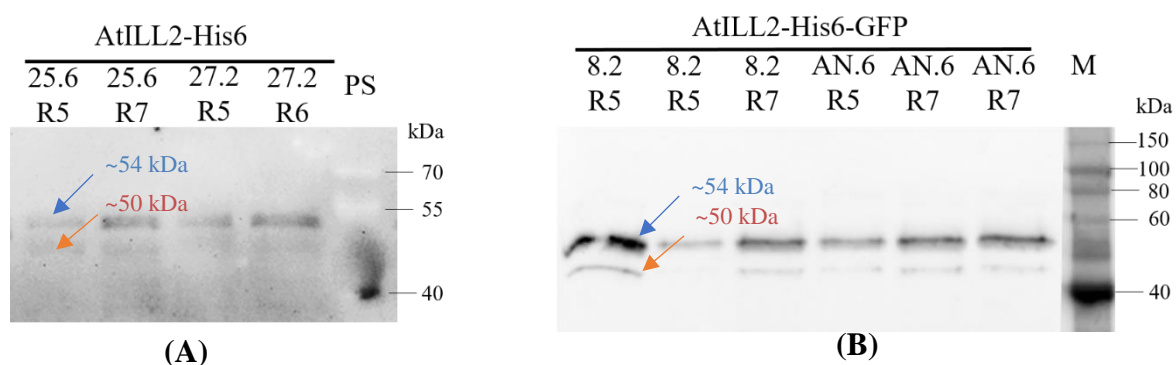 AtILL2-His6
25.6 25.6 27.2 27.2 PS
R5 R7 R5 R6
kDa
70
~54 kDa
~50 kDa
55
40
(A)
AtILL2-His6-GFP
8.2 8.2 8.2 AN.6 AN.6 AN.6 M
R5 R5 R7 R5 R7 R7
kDa
150
100
80
~54 kDa
~50 kDa
60
40
(B)